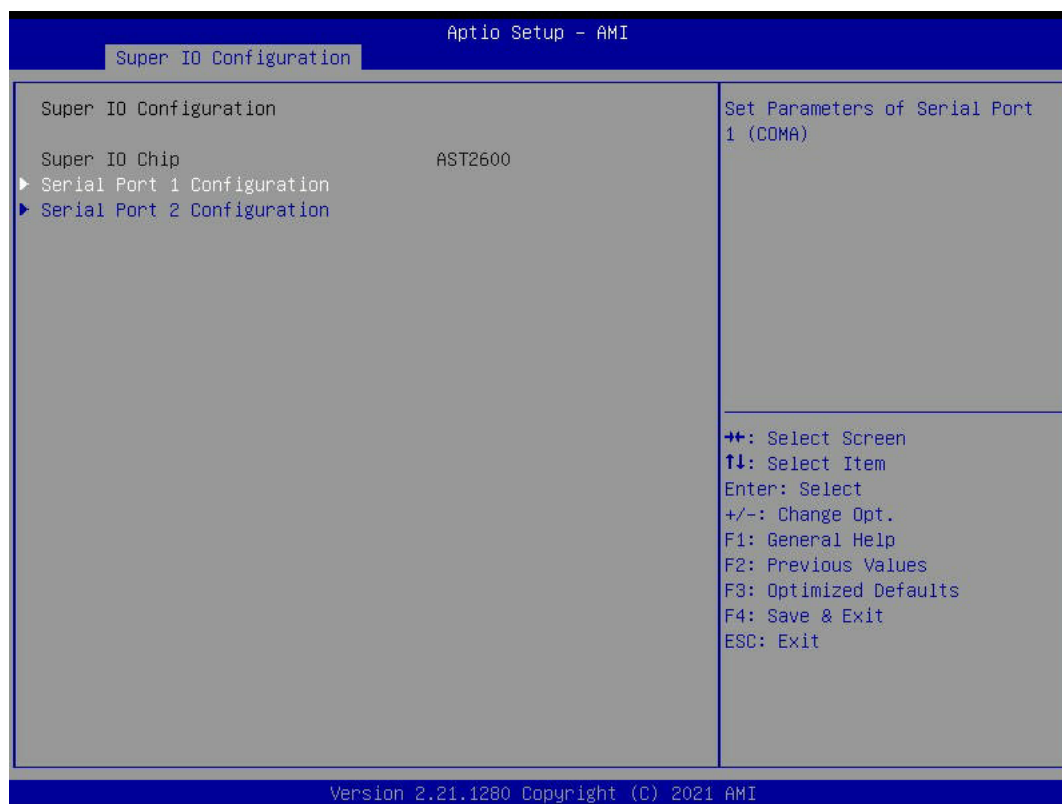 Aptio Setup - AMI
Super IO Configuration
Super IO Configuration
Super IO Chip AST2600
Serial Port 1 Configuration
Serial Port 2 Configuration
Set Parameters of Serial Port
1 (COMA)
→←: Select Screen
↑↓: Select Item
Enter: Select
+/-: Change Opt.
F1: General Help
F2: Previous Values
F3: Optimized Defaults
F4: Save & Exit
ESC: Exit
Version 2.21.1280 Copyright (C) 2021 AMI